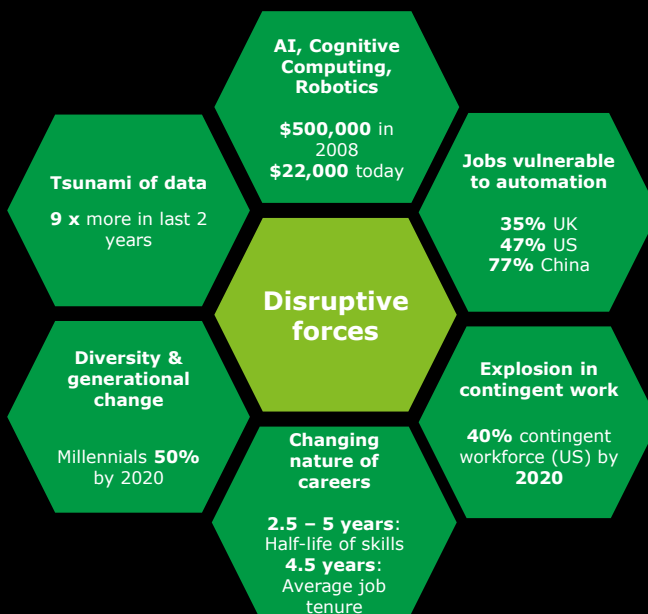 AI, Cognitive
Computing,
Robotics
$500,000 in
2008
$22,000 today
Tsunami of data
9 x more in last 2
years
Jobs vulnerable
to automation
35% UK
47% US
77% China
Disruptive
forces
Diversity &
generational
change
Millennials 50%
by 2020
Explosion in
contingent work
40% contingent
workforce (US) by
2020
Changing
nature of
careers
2.5 – 5 years:
Half-life of skills
4.5 years:
Average job
tenure